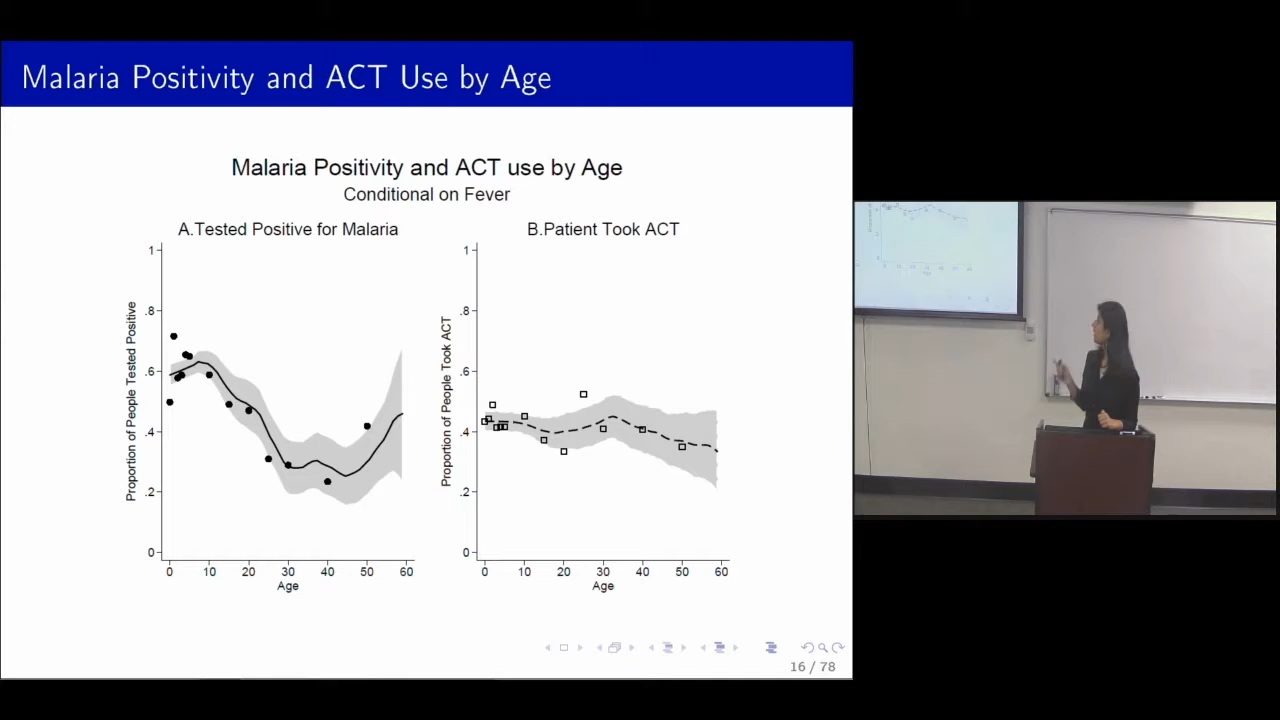 Malaria Positivity and ACT Use by Age
Malaria Positivity and ACT use by Age
Conditional on Fever
A.Tested Positive for Malaria
Proportion of People Tested Positive
1
.8
.6
.4
.2
0
0 10 20 30 40 50 60
Age
B.Patient Took ACT
Proportion of People Took ACT
1
.8
.6
.4
.2
0
0 10 20 30 40 50 60
Age
16 / 78